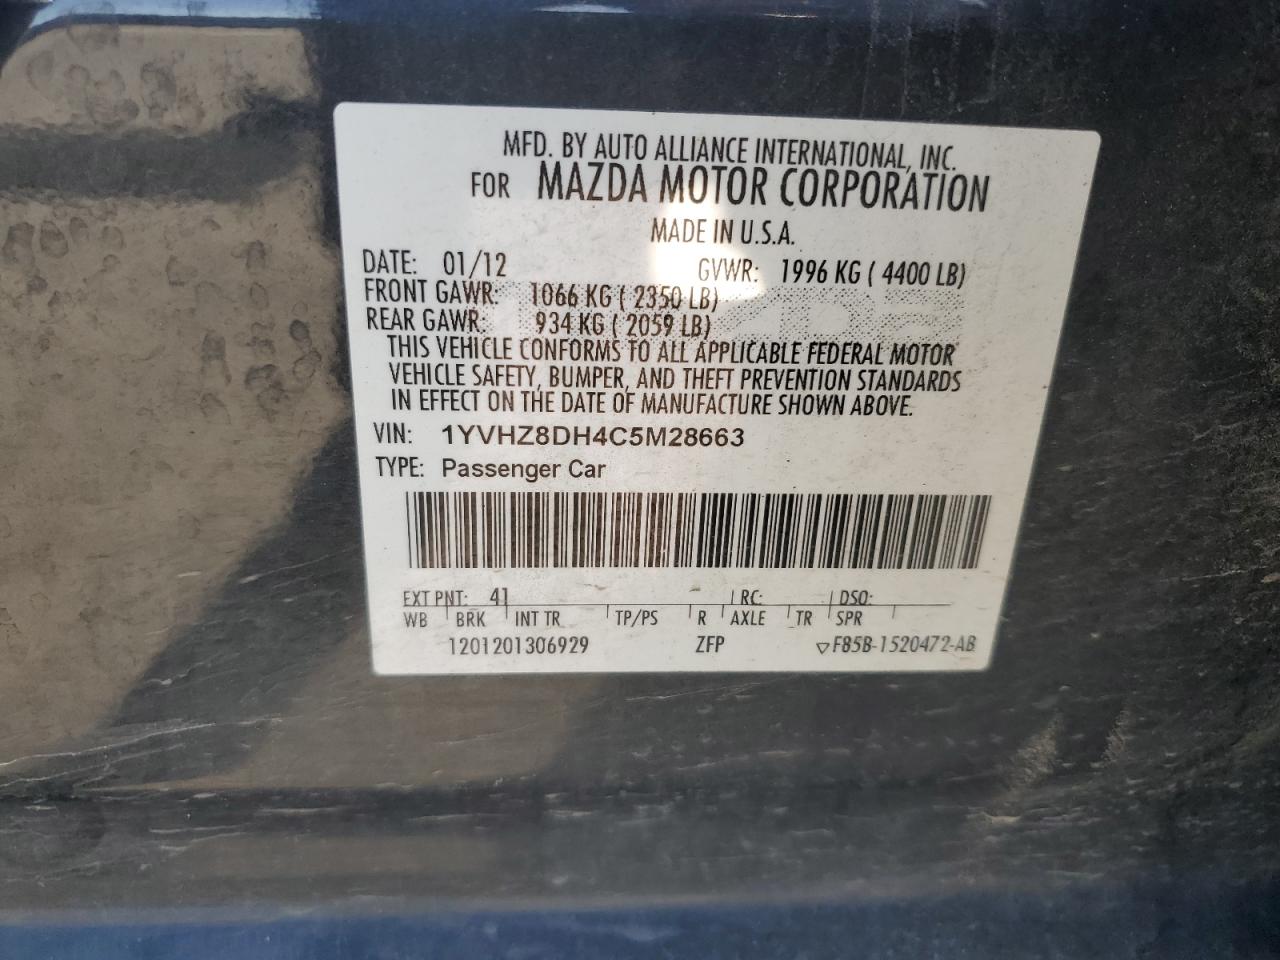 MFD. BY AUTO ALLIANCE INTERNATIONAL, INC.
FOR MAZDA MOTOR CORPORATION
MADE IN U.S.A.
DATE: 01/12 GVWR: 1996 KG ( 4400 LB)
FRONT GAWR: 1066 KG ( 2350 LB)
REAR GAWR: 934 KG ( 2059 LB)
THIS VEHICLE CONFORMS TO ALL APPLICABLE FEDERAL MOTOR
VEHICLE SAFETY, BUMPER, AND THEFT PREVENTION STANDARDS
IN EFFECT ON THE DATE OF MANUFACTURE SHOWN ABOVE.
VIN: 1YVHZ8DH4C5M28663
TYPE: Passenger Car
EXT PNT: 41 RC: DSO:
WB BRK INT TR TP/PS R AXLE TR SPR
1201201306929 ZFP F85B-1520472-AB